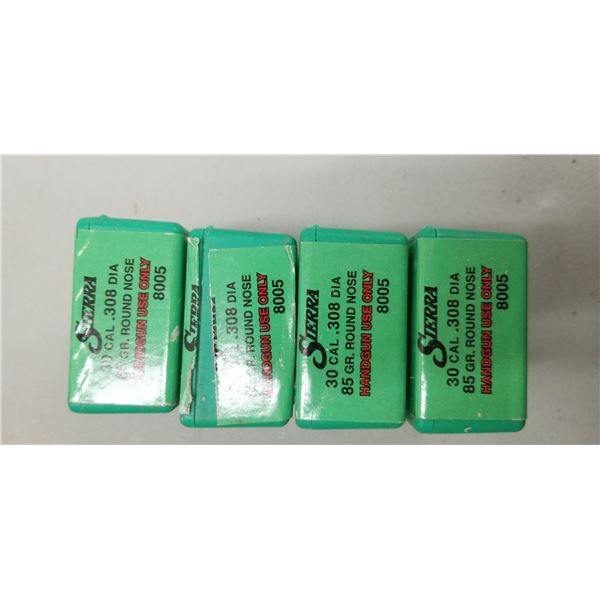 SIERRA
30 CAL .308 DIA
GR. ROUND NOSE
HANDGUN USE ONLY
8005
.308 DIA
ROUND NOSE
HANDGUN USE ONLY
8005
SIERRA
30 CAL .308 DIA
85 GR. ROUND NOSE
HANDGUN USE ONLY
8005
SIERRA
30 CAL .308 DIA
85 GR. ROUND NOSE
HANDGUN USE ONLY
8005